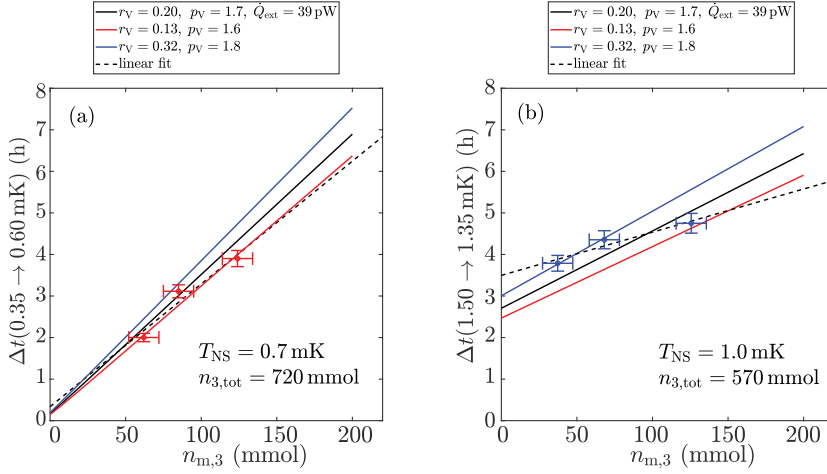 r_V = 0.20, p_V = 1.7, Q̇_ext = 39 pW
r_V = 0.13, p_V = 1.6
r_V = 0.32, p_V = 1.8
linear fit
(a)
8
7
6
5
4
3
2
1
0
Δt(0.35 → 0.60 mK) (h)
T_NS = 0.7 mK
n_3,tot = 720 mmol
0 50 100 150 200
n_m,3 (mmol)
r_V = 0.20, p_V = 1.7, Q̇_ext = 39 pW
r_V = 0.13, p_V = 1.6
r_V = 0.32, p_V = 1.8
linear fit
(b)
8
7
6
5
4
3
2
1
0
Δt(1.50 → 1.35 mK) (h)
T_NS = 1.0 mK
n_3,tot = 570 mmol
0 50 100 150 200
n_m,3 (mmol)